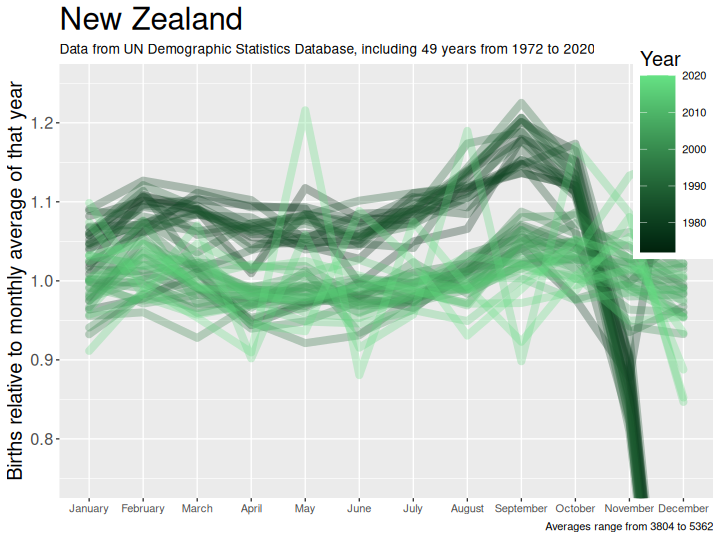 New Zealand
Data from UN Demographic Statistics Database, including 49 years from 1972 to 2020
Year
2020
2010
2000
1990
1980
Births relative to monthly average of that year
1.2
1.1
1.0
0.9
0.8
January February March April May June July August September October November December
Averages range from 3804 to 5362